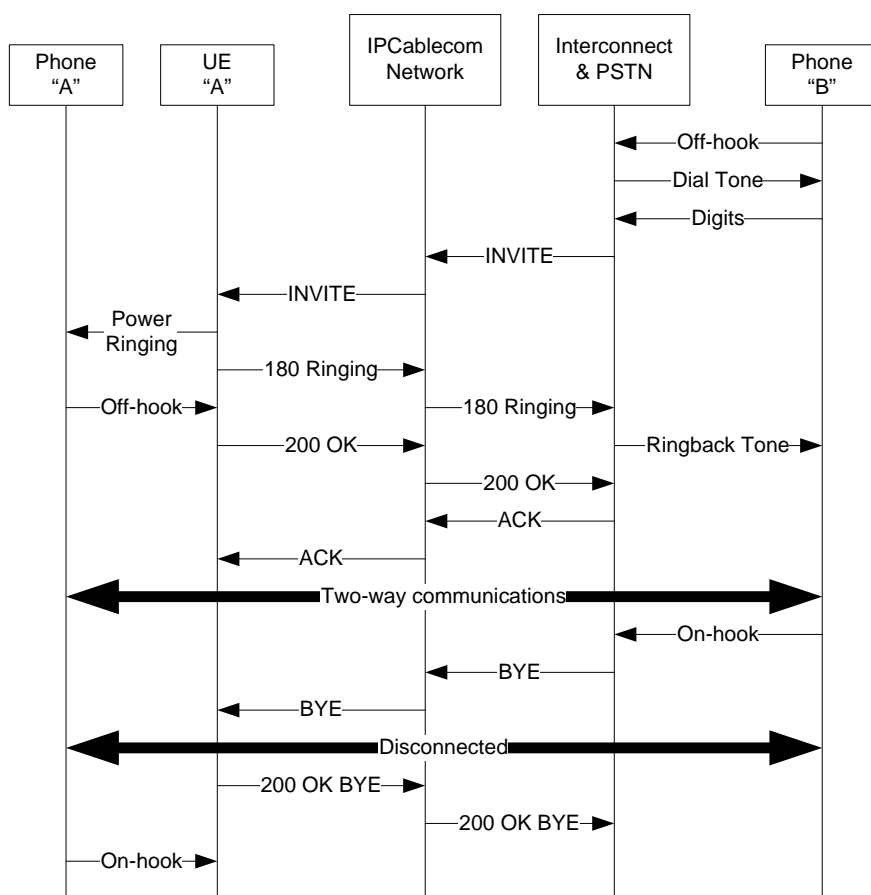 Phone
“A”
UE
“A”
IPCablecom
Network
Interconnect
& PSTN
Phone
“B”
Off-hook
Dial Tone
Digits
INVITE
INVITE
Power
Ringing
180 Ringing
Off-hook
180 Ringing
200 OK
Ringback Tone
200 OK
ACK
ACK
Two-way communications
On-hook
BYE
BYE
Disconnected
200 OK BYE
200 OK BYE
On-hook